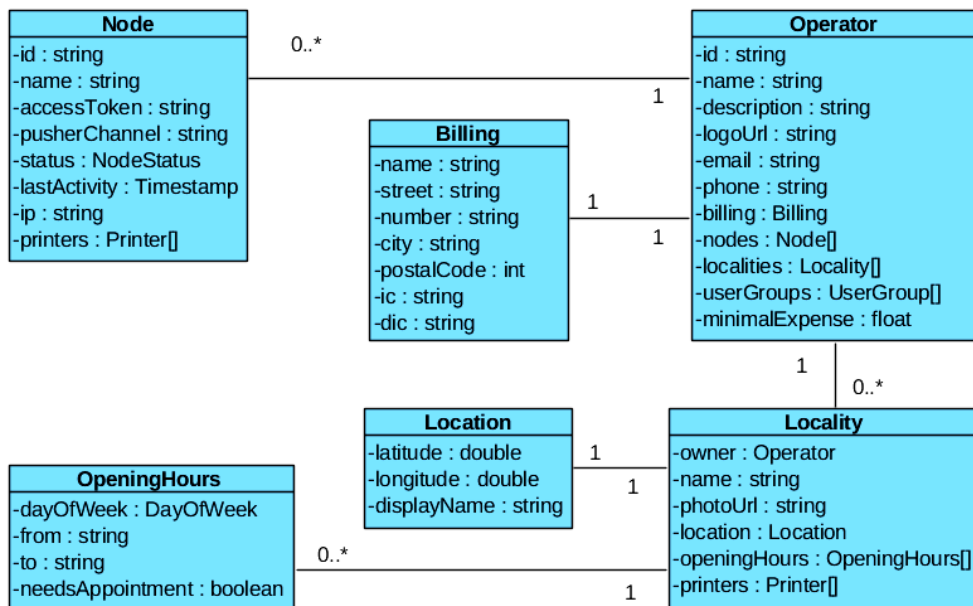 Node
-id : string
-name : string
-accessToken : string
-pusherChannel : string
-status : NodeStatus
-lastActivity : Timestamp
-ip : string
-printers : Printer[]
0..*
1
Operator
-id : string
-name : string
-description : string
-logoUrl : string
-email : string
-phone : string
-billing : Billing
-nodes : Node[]
-localities : Locality[]
-userGroups : UserGroup[]
-minimalExpense : float
Billing
-name : string
-street : string
-number : string
-city : string
-postalCode : int
-ic : string
-dic : string
1
1
1
0..*
Location
-latitude : double
-longitude : double
-displayName : string
1
1
Locality
-owner : Operator
-name : string
-photoUrl : string
-location : Location
-openingHours : OpeningHours[]
-printers : Printer[]
OpeningHours
-dayOfWeek : DayOfWeek
-from : string
-to : string
-needsAppointment : boolean
0..*
1